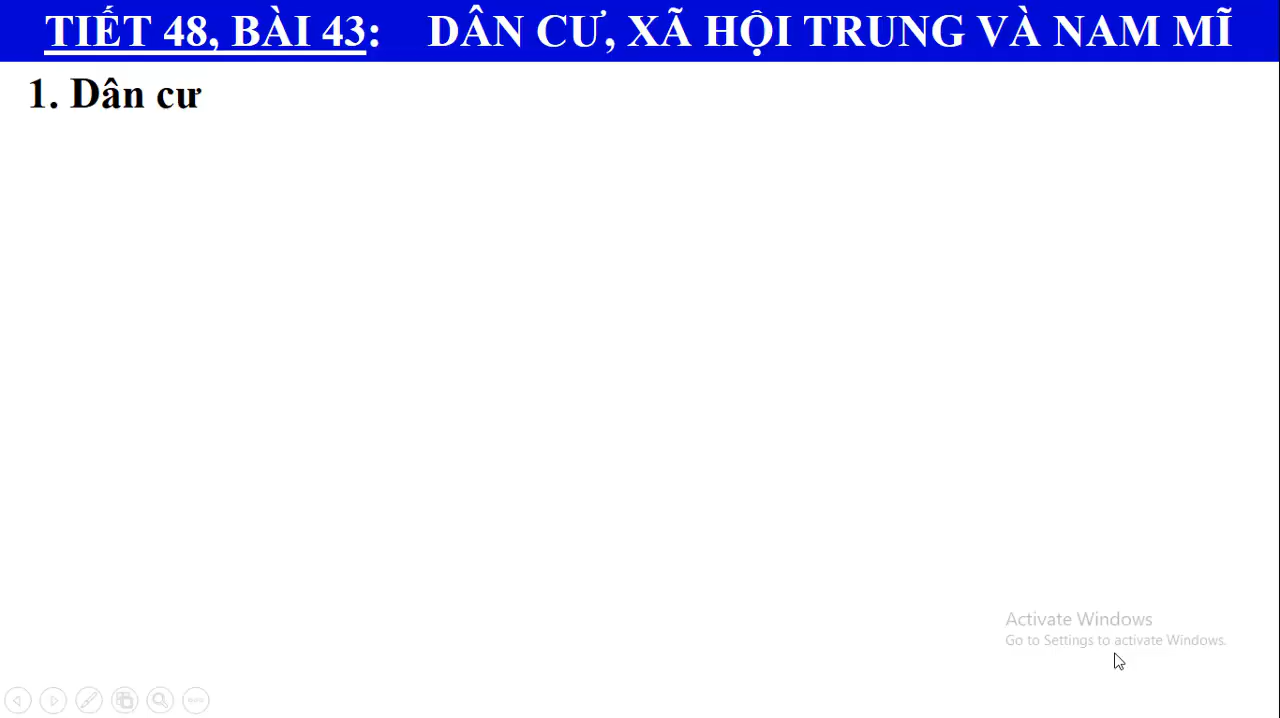 TIẾT 48, BÀI 43: DÂN CƯ, XÃ HỘI TRUNG VÀ NAM MĨ
1. Dân cư
Activate Windows
Go to Settings to activate Windows.